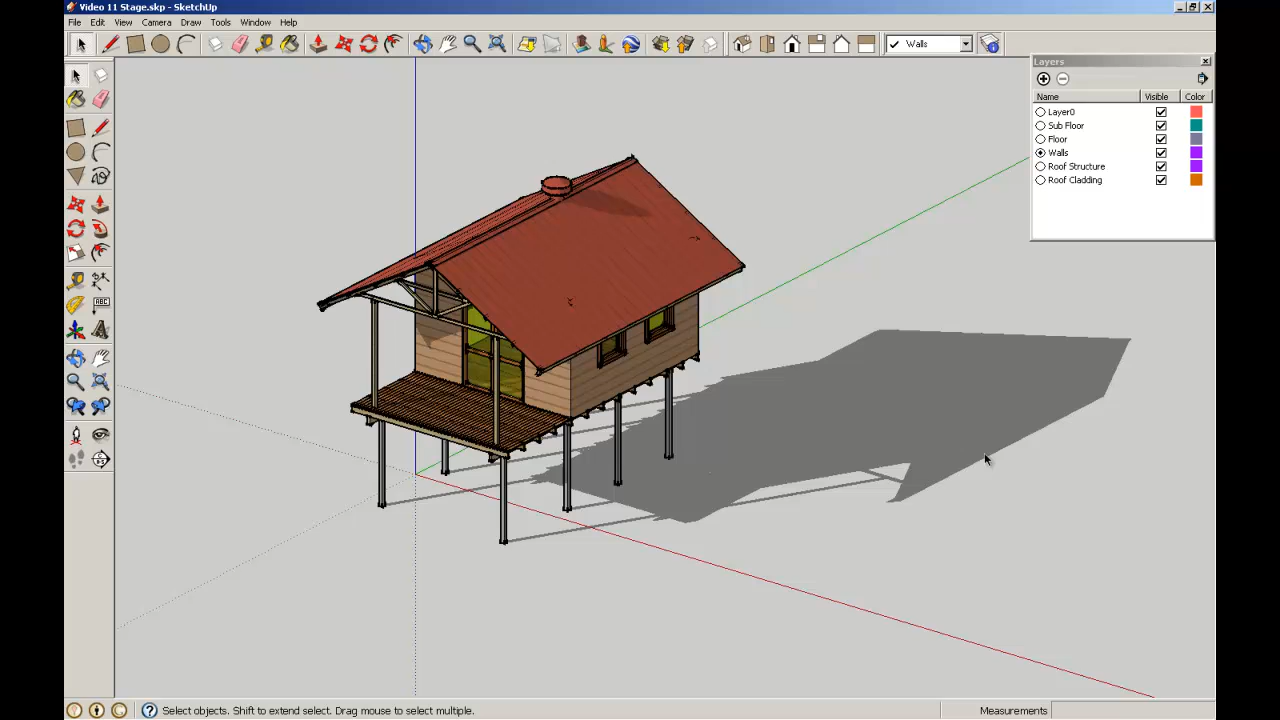 Video 11 Stage.skp - SketchUp
File Edit View Camera Draw Tools Window Help
Walls
Layers
Name Visible Color
Layer0
Sub Floor
Floor
Walls
Roof Structure
Roof Cladding
ABC
Select objects. Shift to extend select. Drag mouse to select multiple.
Measurements